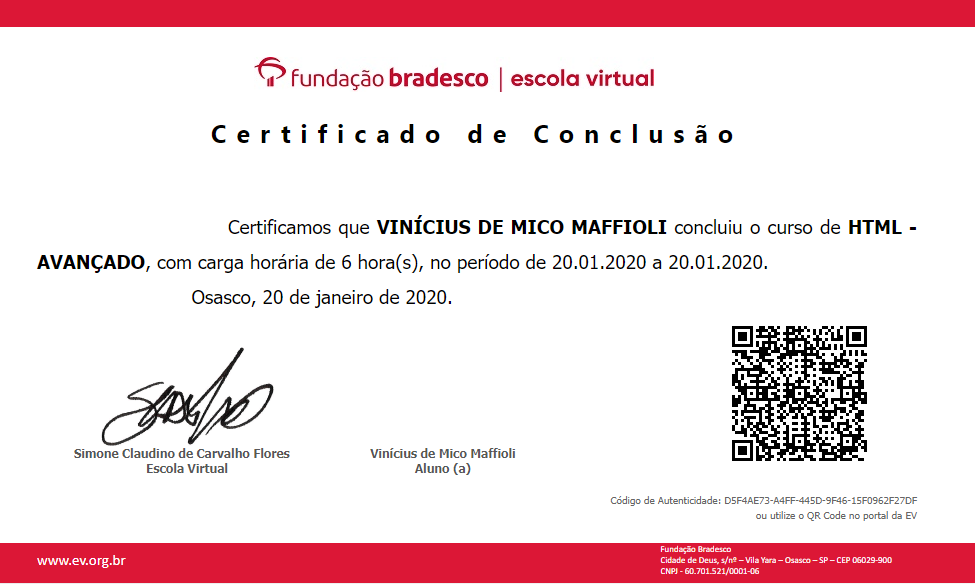 fundação bradesco | escola virtual
Certificado de Conclusão
Certificamos que VINÍCIUS DE MICO MAFFIOLI concluiu o curso de HTML -
AVANÇADO, com carga horária de 6 hora(s), no período de 20.01.2020 a 20.01.2020.
Osasco, 20 de janeiro de 2020.
Simone Claudino de Carvalho Flores
Escola Virtual
Vinícius de Mico Maffioli
Aluno (a)
Código de Autenticidade: D5F4AE73-A4FF-445D-9F46-15F0962F27DF
ou utilize o QR Code no portal da EV
www.ev.org.br
Fundação Bradesco
Cidade de Deus, s/nº – Vila Yara – Osasco – SP – CEP 06029-900
CNPJ - 60.701.521/0001-06